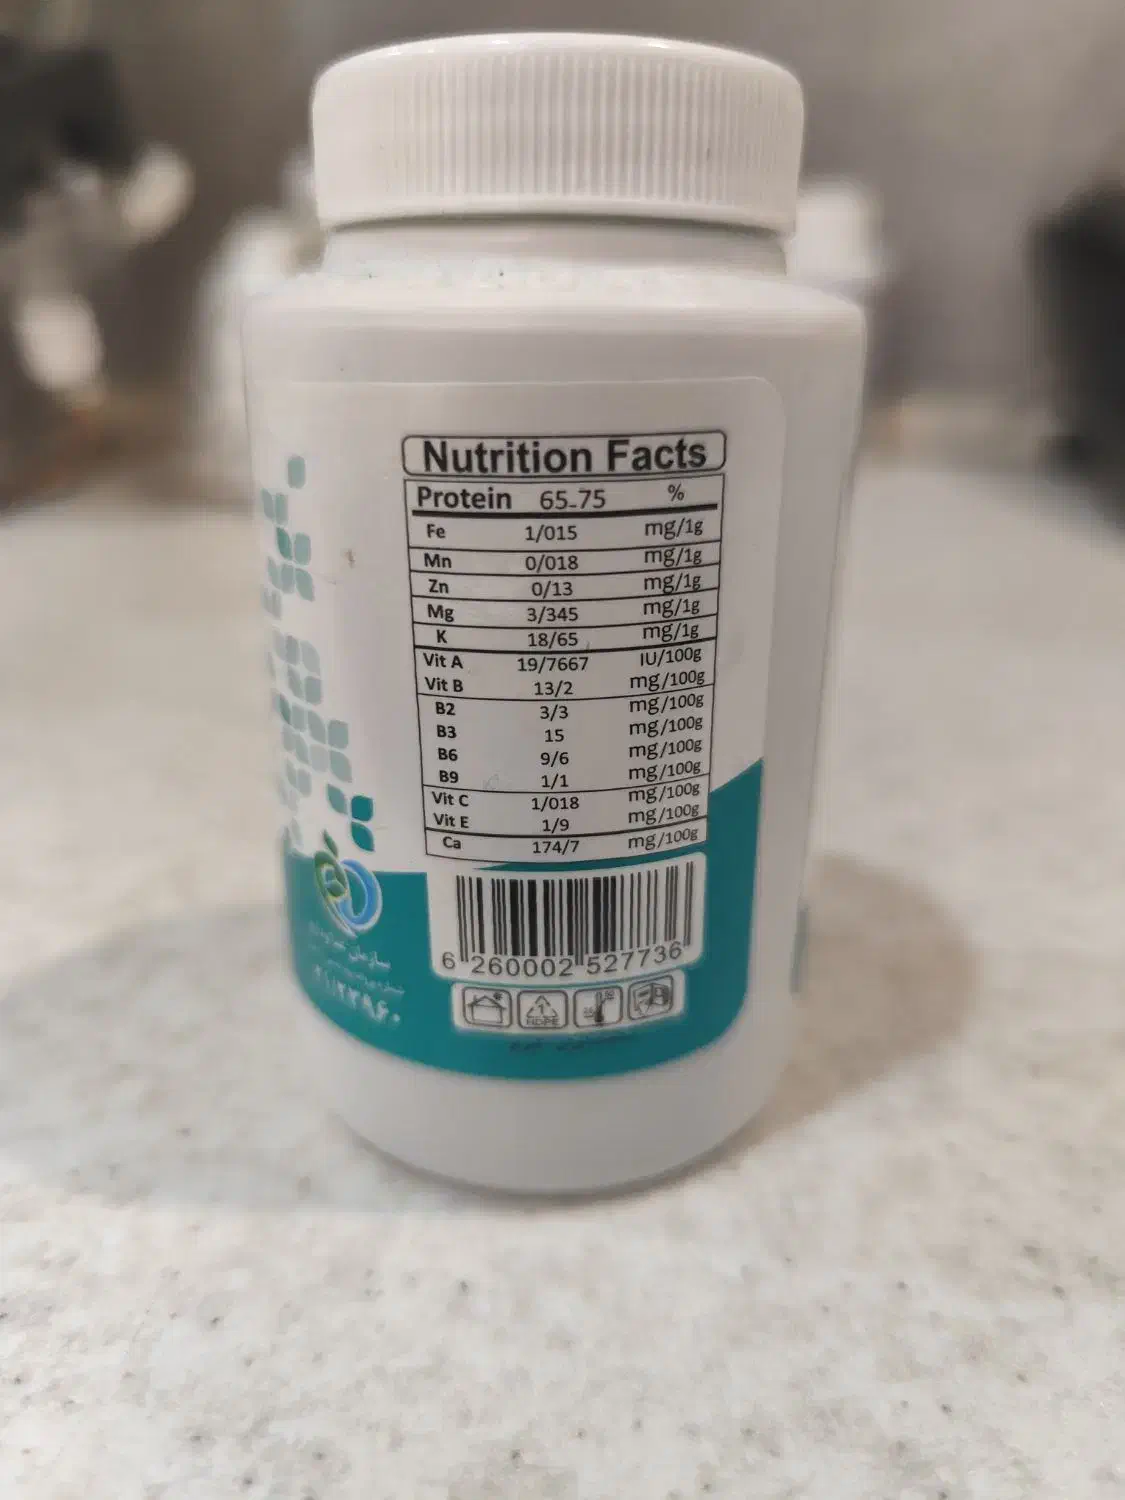 Nutrition Facts
Protein 65-75 %
Fe 1/015 mg/1g
Mn 0/018 mg/1g
Zn 0/13 mg/1g
Mg 3/345 mg/1g
K 18/65 mg/1g
Vit A 19/7667 IU/100g
Vit B 13/2 mg/100g
B2 3/3 mg/100g
B3 15 mg/100g
B6 9/6 mg/100g
B9 1/1 mg/100g
Vit C 1/018 mg/100g
Vit E 1/9 mg/100g
Ca 174/7 mg/100g
6 260002 527736
1
HDPE
سازمان